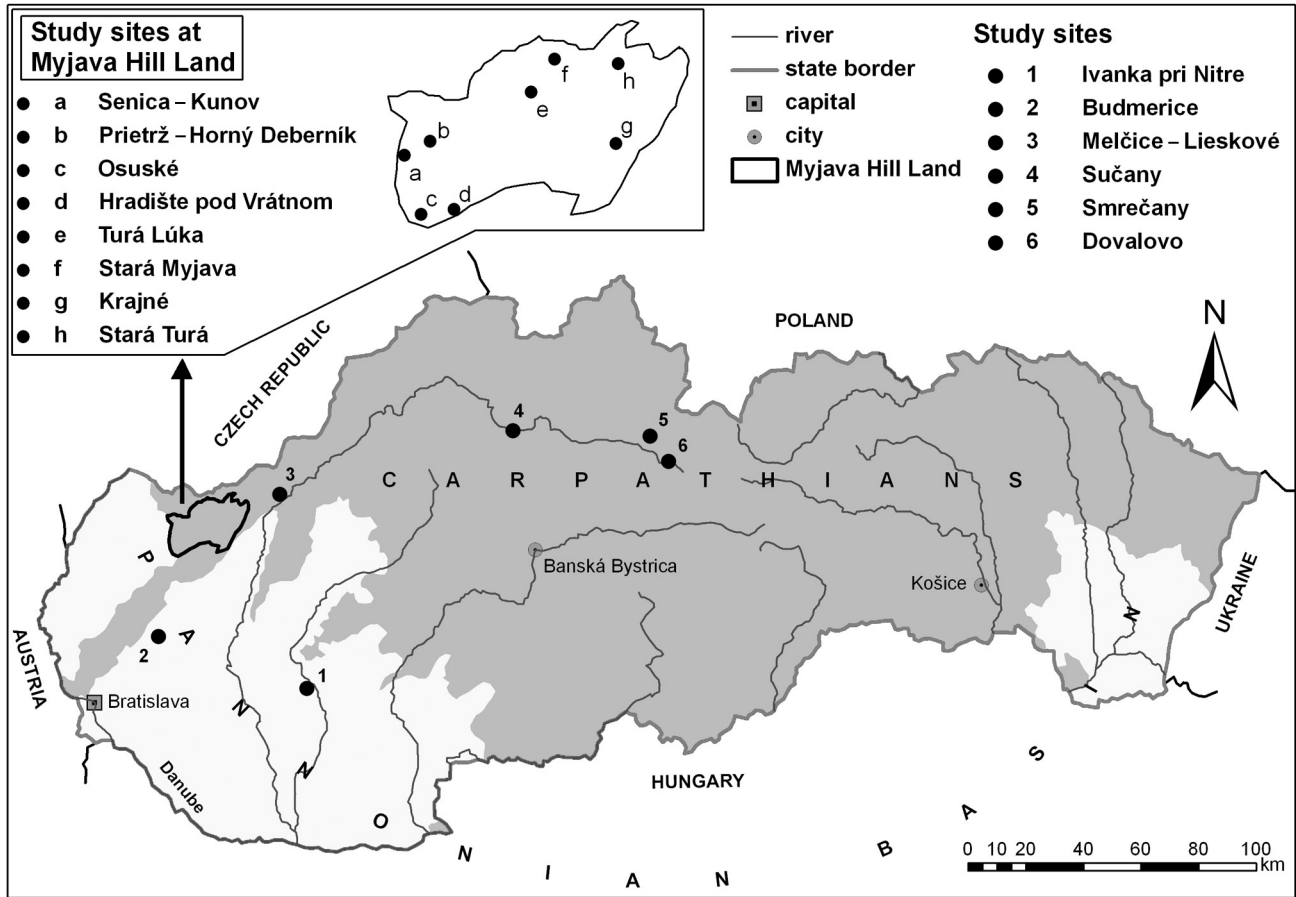 Study sites at
Myjava Hill Land
a Senica – Kunov
b Prietrž – Horný Deberník
c Osuské
d Hradište pod Vrátnom
e Turá Lúka
f Stará Myjava
g Krajné
h Stará Turá
f
h
e
b
g
a
c
d
river
state border
capital
city
Myjava Hill Land
Study sites
1 Ivanka pri Nitre
2 Budmerice
3 Melčice – Lieskové
4 Sučany
5 Smrečany
6 Dovalovo
N
CZECH REPUBLIC
POLAND
4
5
6
3
C A R P A T H I A N S
Banská Bystrica
Košice
UKRAINE
AUSTRIA
2
1
Bratislava
Danube
HUNGARY
P A N N O N I A N B A S I N
0 10 20 40 60 80 100
km